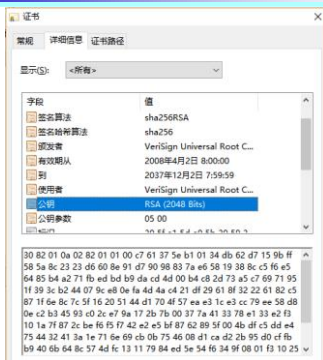 证书
常规 详细信息 证书路径
显示(S): <所有>
字段 值
签名算法 sha256RSA
签名哈希算法 sha256
颁发者 VeriSign Universal Root C...
有效期从 2008年4月2日 8:00:00
到 2037年12月2日 7:59:59
使用者 VeriSign Universal Root C...
公钥 RSA (2048 Bits)
公钥参数 05 00
30 82 01 0a 02 82 01 01 00 c7 61 37 5e b1 01 34 db 62 d7 15 9b ff
58 5a 8c 23 23 d6 60 8e 91 d7 90 98 83 7a e6 58 19 38 8c c5 f6 e5
64 85 b4 a2 71 fb ed bd b9 da cd 4d 00 b4 c8 2d 73 a5 c7 69 71 95
1f 39 3c b2 44 07 9c e8 0e fa 4d 4a c4 21 df 29 61 8f 32 22 61 82 c5
87 1f 6e 8c 7c 5f 16 20 51 44 d1 70 4f 57 ea e3 1c e3 cc 79 ee 58 d8
0e c2 b3 45 93 c0 2c e7 9a 17 2b 7b 00 37 7a 41 33 78 e1 33 e2 f3
10 1a 7f 87 2c be f6 f5 f7 42 e2 e5 bf 87 62 89 5f 00 4b df c5 dd e4
75 44 32 41 3a 1e 71 6e 69 cb 0b 75 46 08 d1 ca d2 2b 95 d0 cf fb
b9 40 6b 64 8c 57 4d fc 13 11 79 84 ed 5e 54 f6 34 9f 08 01 f3 10 25